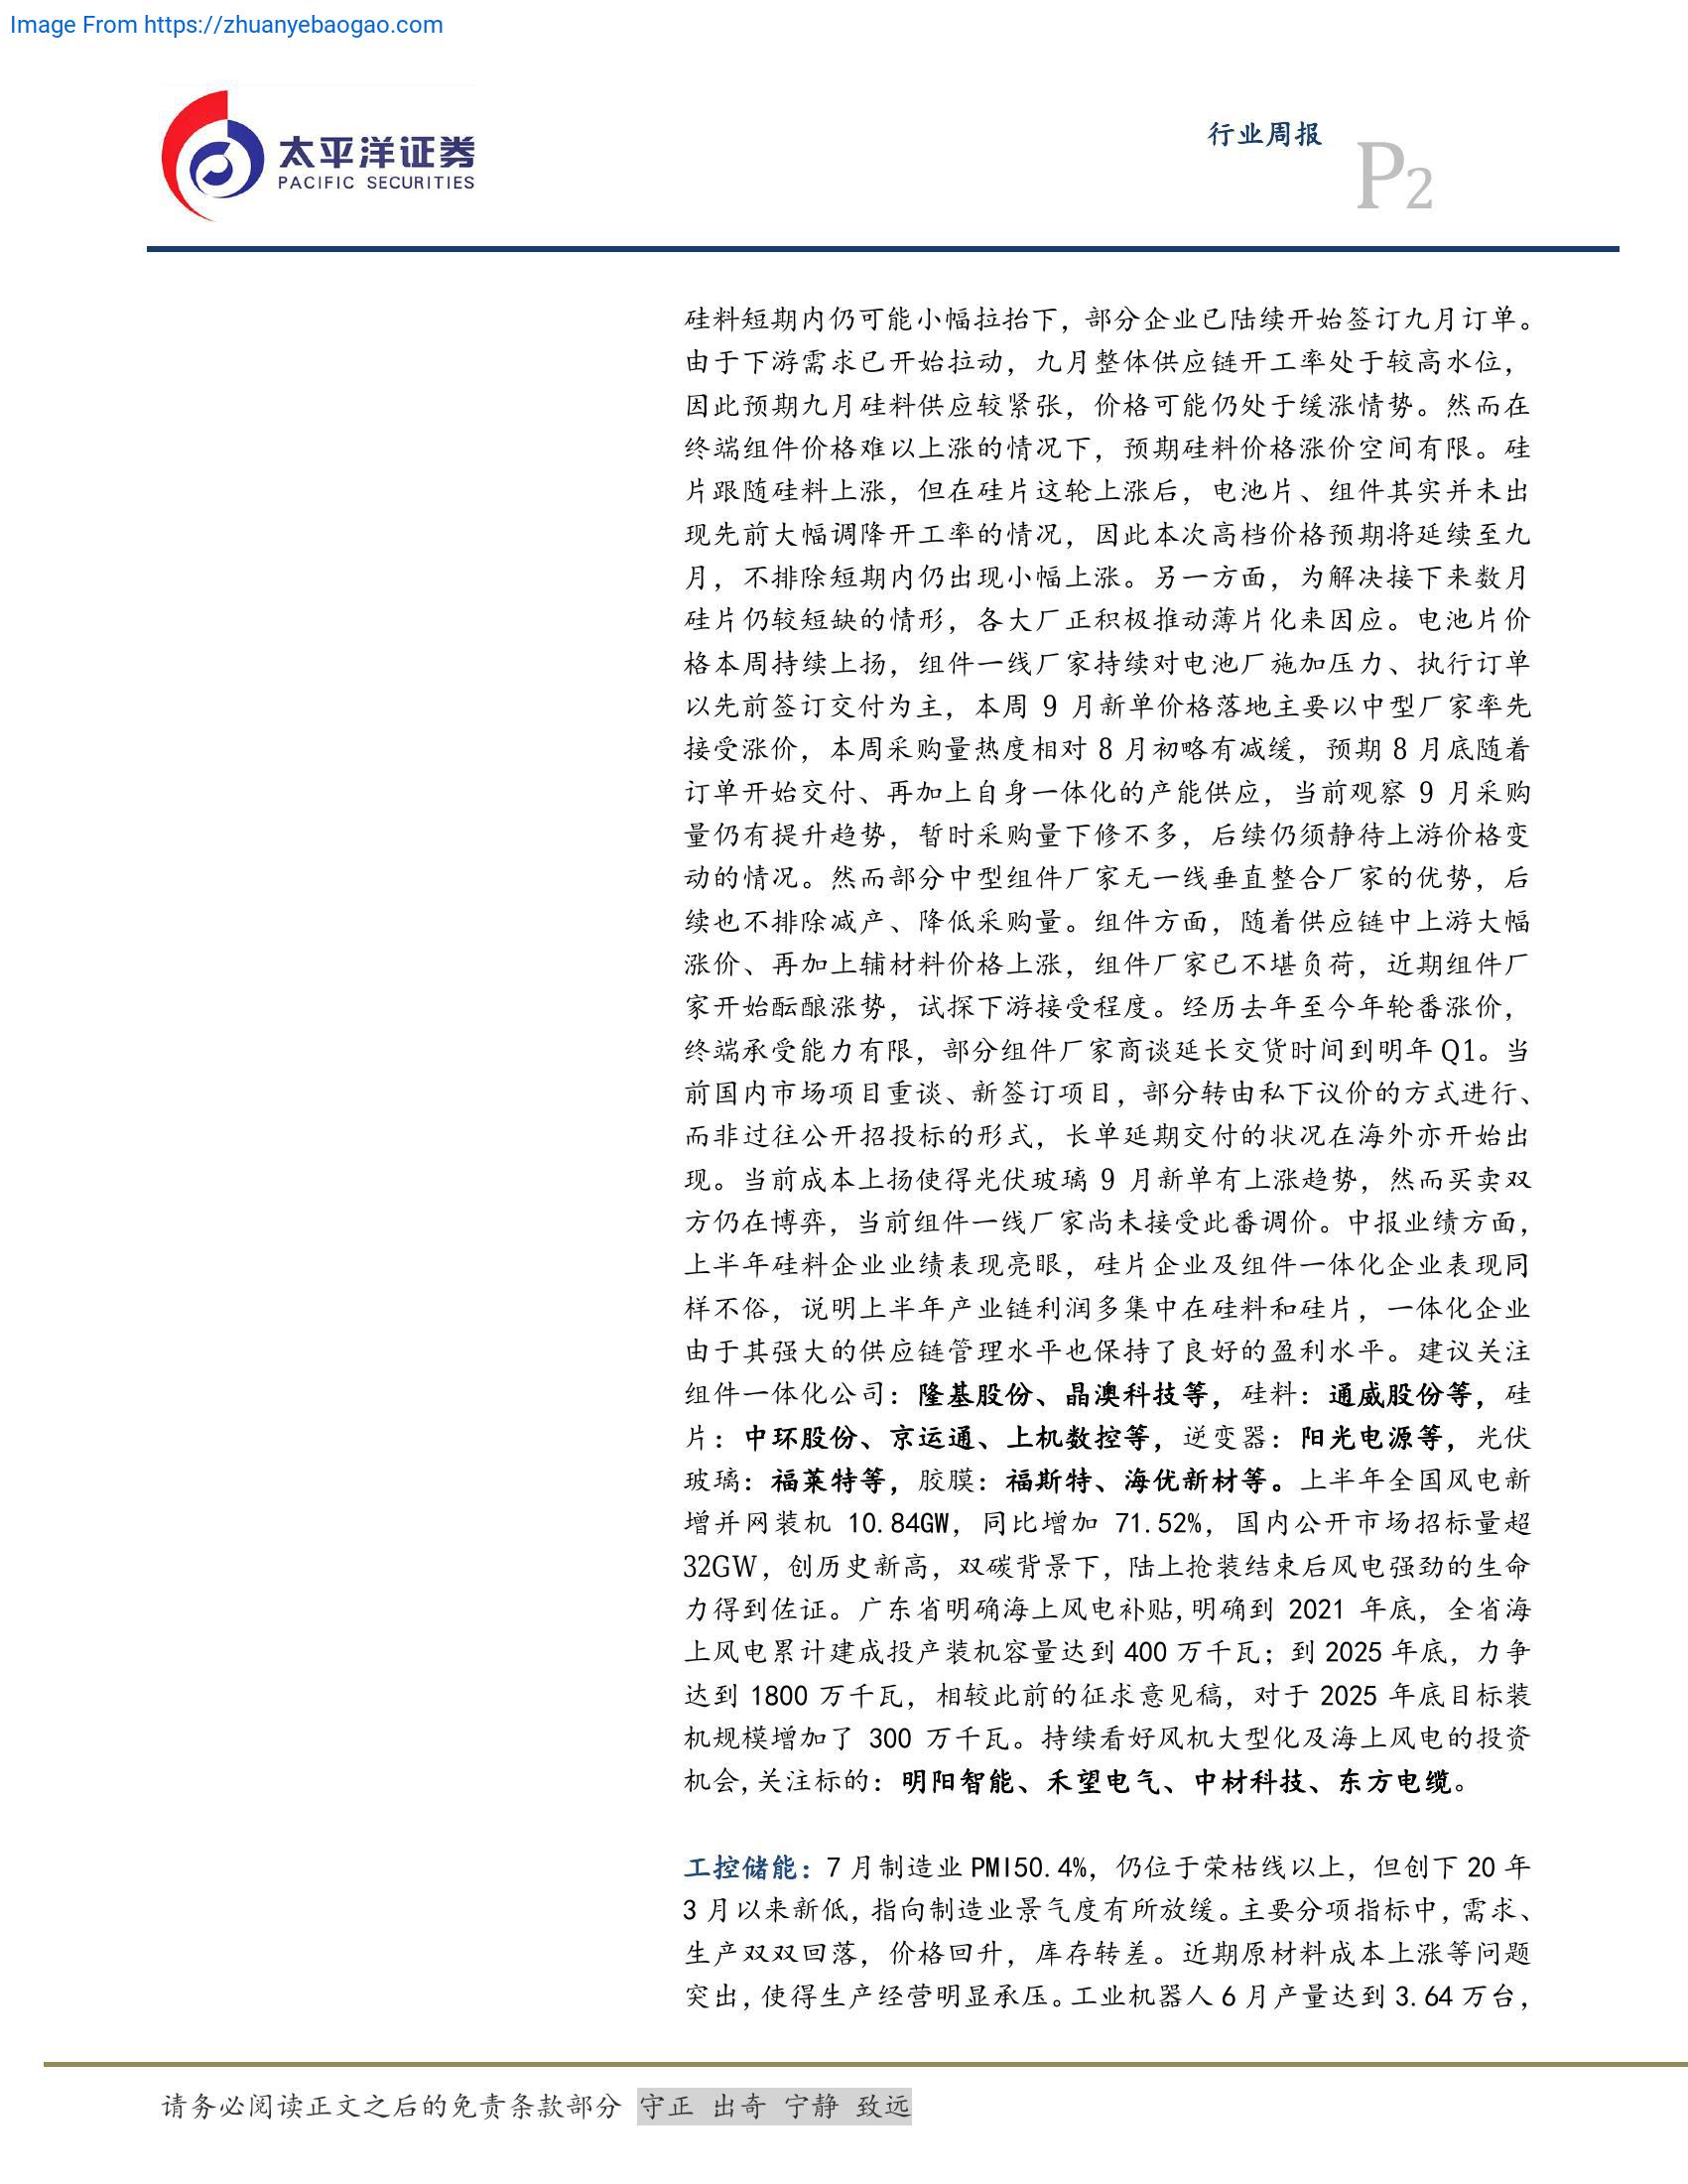 Image From https://zhuanyebaogao.com
太平洋证券
PACIFIC SECURITIES
行业周报
P2
硅料短期内仍可能小幅拉抬下，部分企业已陆续开始签订九月订单。
由于下游需求已开始拉动，九月整体供应链开工率处于较高水位，
因此预期九月硅料供应较紧张，价格可能仍处于缓涨情势。然而在
终端组件价格难以上涨的情况下，预期硅料价格涨价空间有限。硅
片跟随硅料上涨，但在硅片这轮上涨后，电池片、组件其实并未出
现先前大幅调降开工率的情况，因此本次高档价格预期将延续至九
月，不排除短期内仍出现小幅上涨。另一方面，为解决接下来数月
硅片仍较短缺的情形，各大厂正积极推动薄片化来因应。电池片价
格本周持续上扬，组件一线厂家持续对电池厂施加压力、执行订单
以先前签订交付为主，本周 9 月新单价格落地主要以中型厂家率先
接受涨价，本周采购量热度相对 8 月初略有减缓，预期 8 月底随着
订单开始交付、再加上自身一体化的产能供应，当前观察 9 月采购
量仍有提升趋势，暂时采购量下修不多，后续仍须静待上游价格变
动的情况。然而部分中型组件厂家无一线垂直整合厂家的优势，后
续也不排除减产、降低采购量。组件方面，随着供应链中上游大幅
涨价、再加上辅材料价格上涨，组件厂家已不堪负荷，近期组件厂
家开始酝酿涨势，试探下游接受程度。经历去年至今年轮番涨价，
终端承受能力有限，部分组件厂家商谈延长交货时间到明年 Q1。当
前国内市场项目重谈、新签订项目，部分转由私下议价的方式进行、
而非过往公开招投标的形式，长单延期交付的状况在海外亦开始出
现。当前成本上扬使得光伏玻璃 9 月新单有上涨趋势，然而买卖双
方仍在博弈，当前组件一线厂家尚未接受此番调价。中报业绩方面，
上半年硅料企业业绩表现亮眼，硅片企业及组件一体化企业表现同
样不俗，说明上半年产业链利润多集中在硅料和硅片，一体化企业
由于其强大的供应链管理水平也保持了良好的盈利水平。建议关注
组件一体化公司：隆基股份、晶澳科技等，硅料：通威股份等，硅
片：中环股份、京运通、上机数控等，逆变器：阳光电源等，光伏
玻璃：福莱特等，胶膜：福斯特、海优新材等。上半年全国风电新
增并网装机 10.84GW，同比增加 71.52%，国内公开市场招标量超
32GW，创历史新高，双碳背景下，陆上抢装结束后风电强劲的生命
力得到佐证。广东省明确海上风电补贴,明确到 2021 年底，全省海
上风电累计建成投产装机容量达到 400 万千瓦；到 2025 年底，力争
达到 1800 万千瓦，相较此前的征求意见稿，对于 2025 年底目标装
机规模增加了 300 万千瓦。持续看好风机大型化及海上风电的投资
机会,关注标的：明阳智能、禾望电气、中材科技、东方电缆。
工控储能：7 月制造业 PMI50.4%，仍位于荣枯线以上，但创下 20 年
3 月以来新低,指向制造业景气度有所放缓。主要分项指标中,需求、
生产双双回落，价格回升，库存转差。近期原材料成本上涨等问题
突出,使得生产经营明显承压。工业机器人 6 月产量达到 3.64 万台，
请务必阅读正文之后的免责条款部分 守正 出奇 宁静 致远